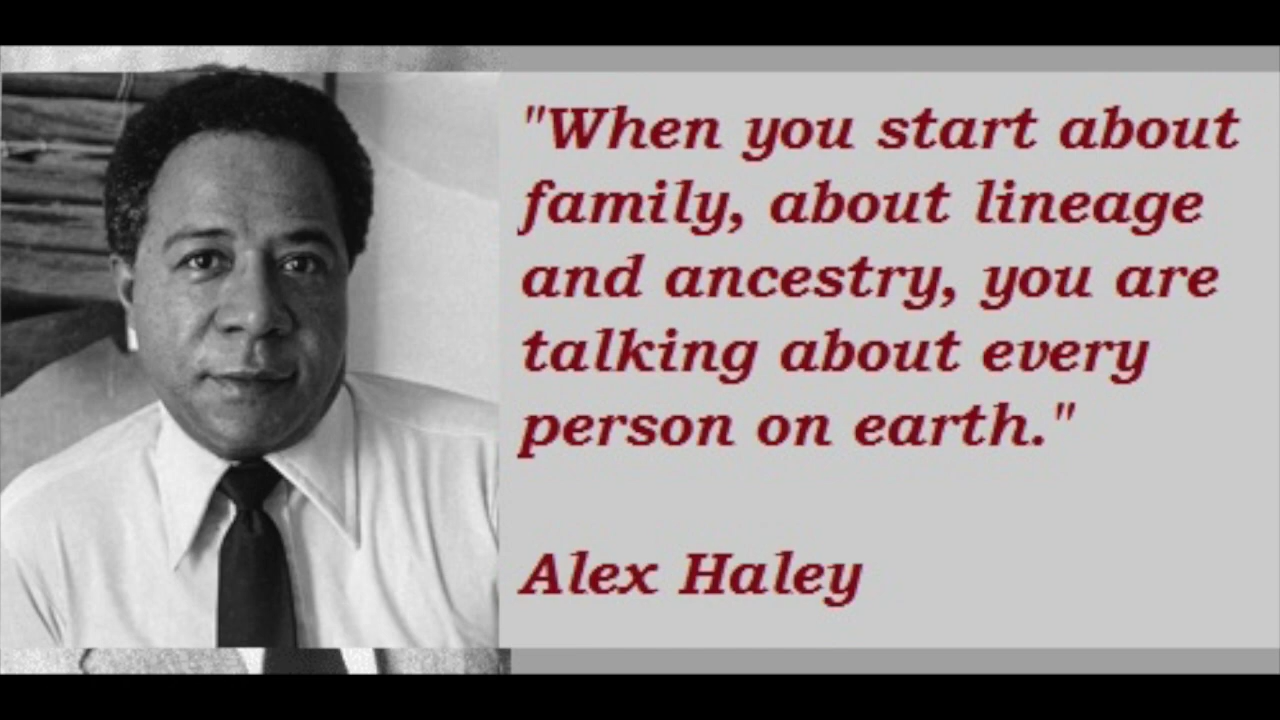 "When you start about
family, about lineage
and ancestry, you are
talking about every
person on earth."
Alex Haley